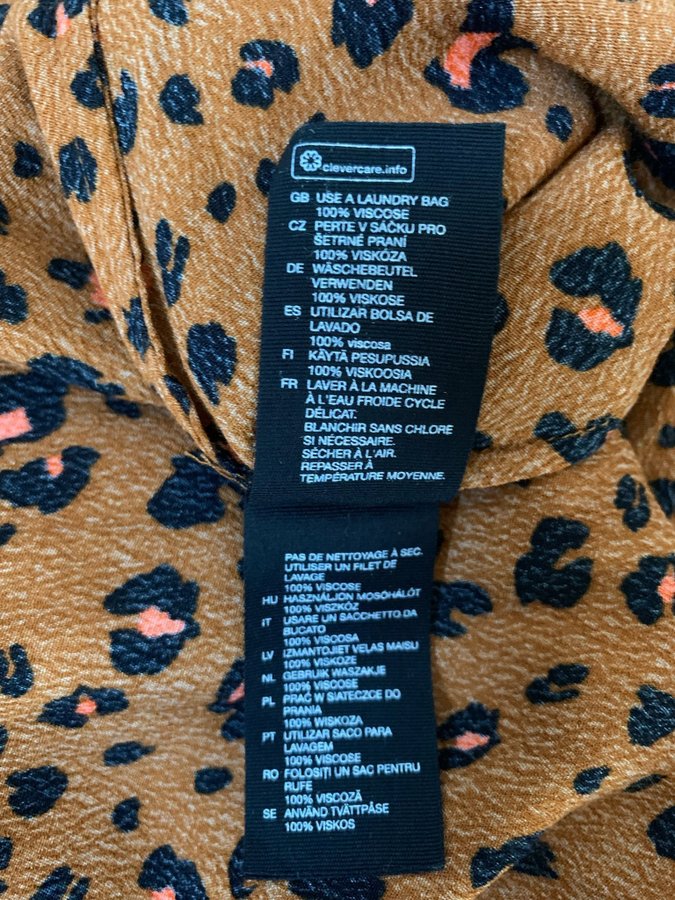 clevercare.info
GB USE A LAUNDRY BAG
100% VISCOSE
CZ PERTE V SÁČKU PRO
ŠETRNÉ PRANÍ
100% VISKÓZA
DE WÄSCHEBEUTEL
VERWENDEN
100% VISKOSE
ES UTILIZAR BOLSA DE
LAVADO
100% viscosa
FI KÄYTÄ PESUPUSSIA
100% VISKOOSIA
FR LAVER À LA MACHINE
À L'EAU FROIDE CYCLE
DÉLICAT.
BLANCHIR SANS CHLORE
SI NÉCESSAIRE.
SÉCHER À L'AIR.
REPASSER À
TEMPÉRATURE MOYENNE.
PAS DE NETTOYAGE À SEC.
UTILISER UN FILET DE
LAVAGE
100% VISCOSE
HU HASZNÁLJON MOSÓHÁLÓT
100% VISZKÓZ
IT USARE UN SACCHETTO DA
BUCATO
100% VISCOSA
LV IZMANTOJIET VEĻAS MAISU
100% VISKOZE
NL GEBRUIK WASZAKJE
100% VISCOSE
PL PRAĆ W SIATECZCE DO
PRANIA
100% WISKOZA
PT UTILIZAR SACO PARA
LAVAGEM
100% VISCOSE
RO FOLOSIȚI UN SAC PENTRU
RUFE
100% VISCOZĂ
SE ANVÄND TVÄTTPÅSE
100% VISKOS